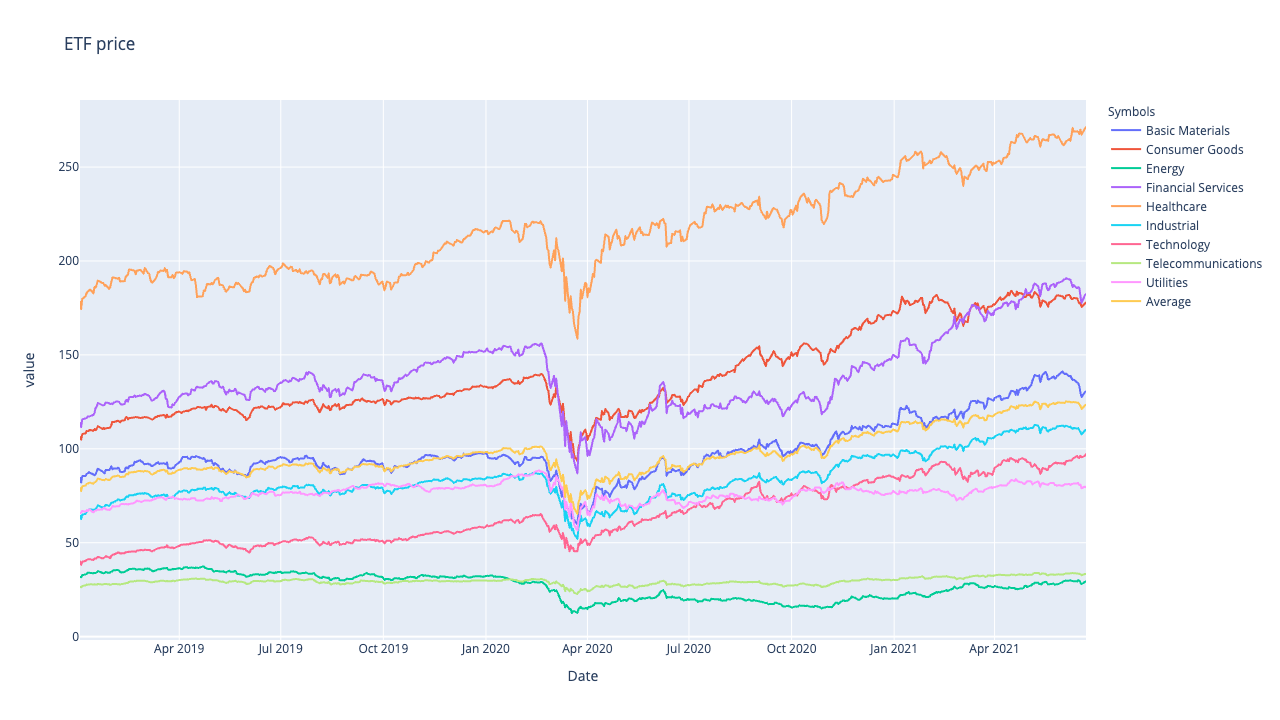 ETF price
value
250
200
150
100
50
0
Apr 2019 Jul 2019 Oct 2019 Jan 2020 Apr 2020 Jul 2020 Oct 2020 Jan 2021 Apr 2021
Date
Symbols
Basic Materials
Consumer Goods
Energy
Financial Services
Healthcare
Industrial
Technology
Telecommunications
Utilities
Average